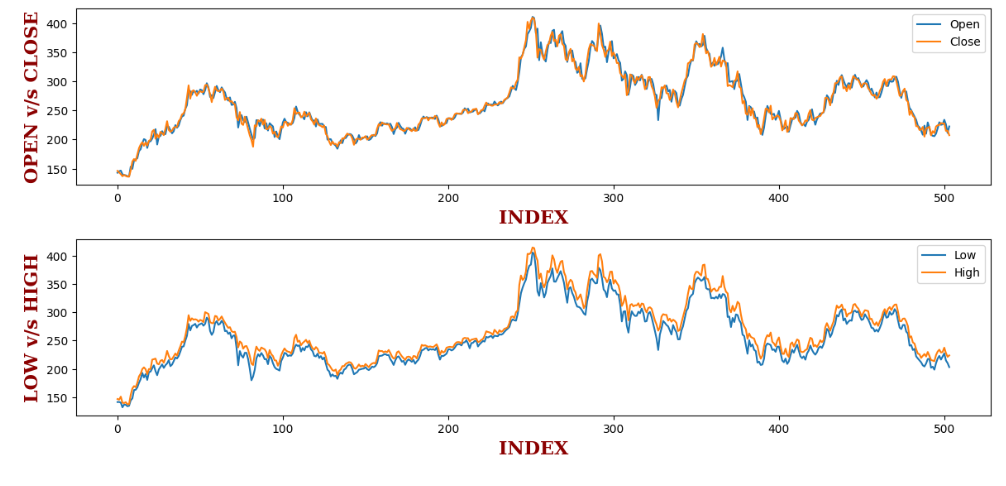 OPEN v/s CLOSE
400
350
300
250
200
150
Open
Close
0 100 200 300 400 500
INDEX
LOW v/s HIGH
400
350
300
250
200
150
Low
High
0 100 200 300 400 500
INDEX